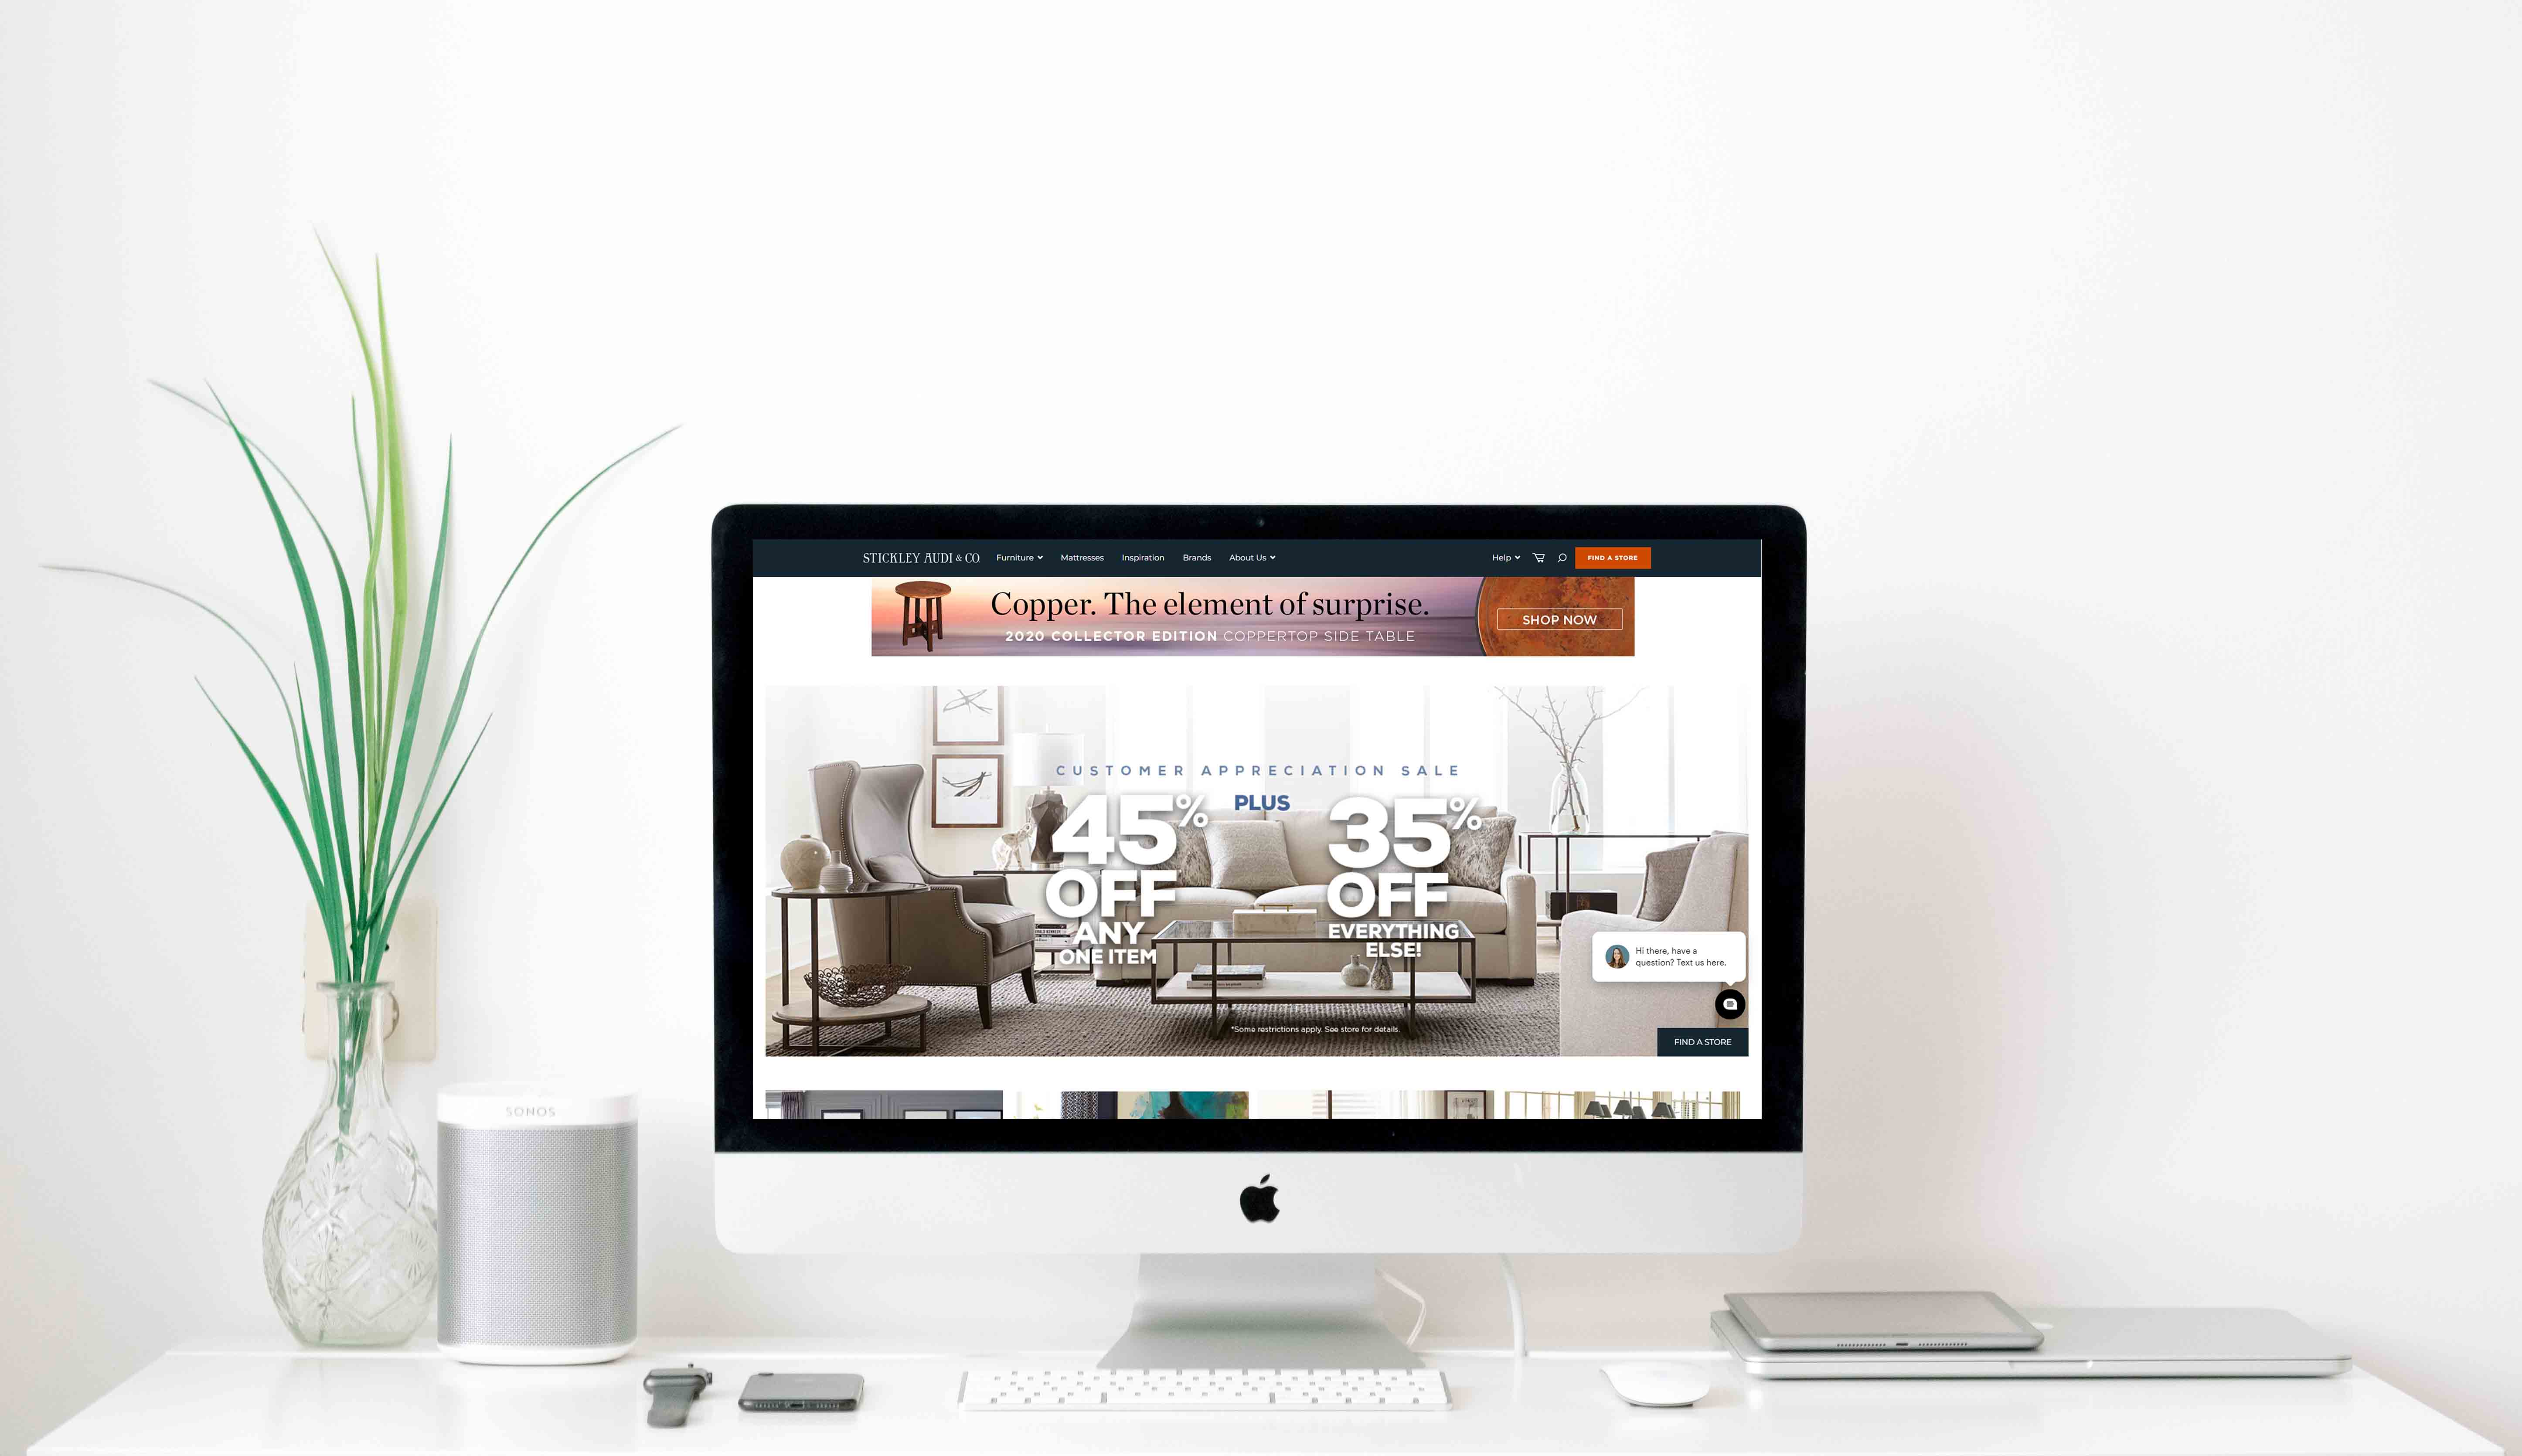 STICKLEY AUDI & CO.
Furniture
Mattresses
Inspiration
Brands
About Us
Help
FIND A STORE
Copper. The element of surprise.
2020 COLLECTOR EDITION COPPERTOP SIDE TABLE
SHOP NOW
CUSTOMER APPRECIATION SALE
45%
OFF
ANY
ONE ITEM
PLUS
35%
OFF
EVERYTHING
ELSE!
Hi there, have a
question? Text us here.
*Some restrictions apply. See store for details.
FIND A STORE
SONOS